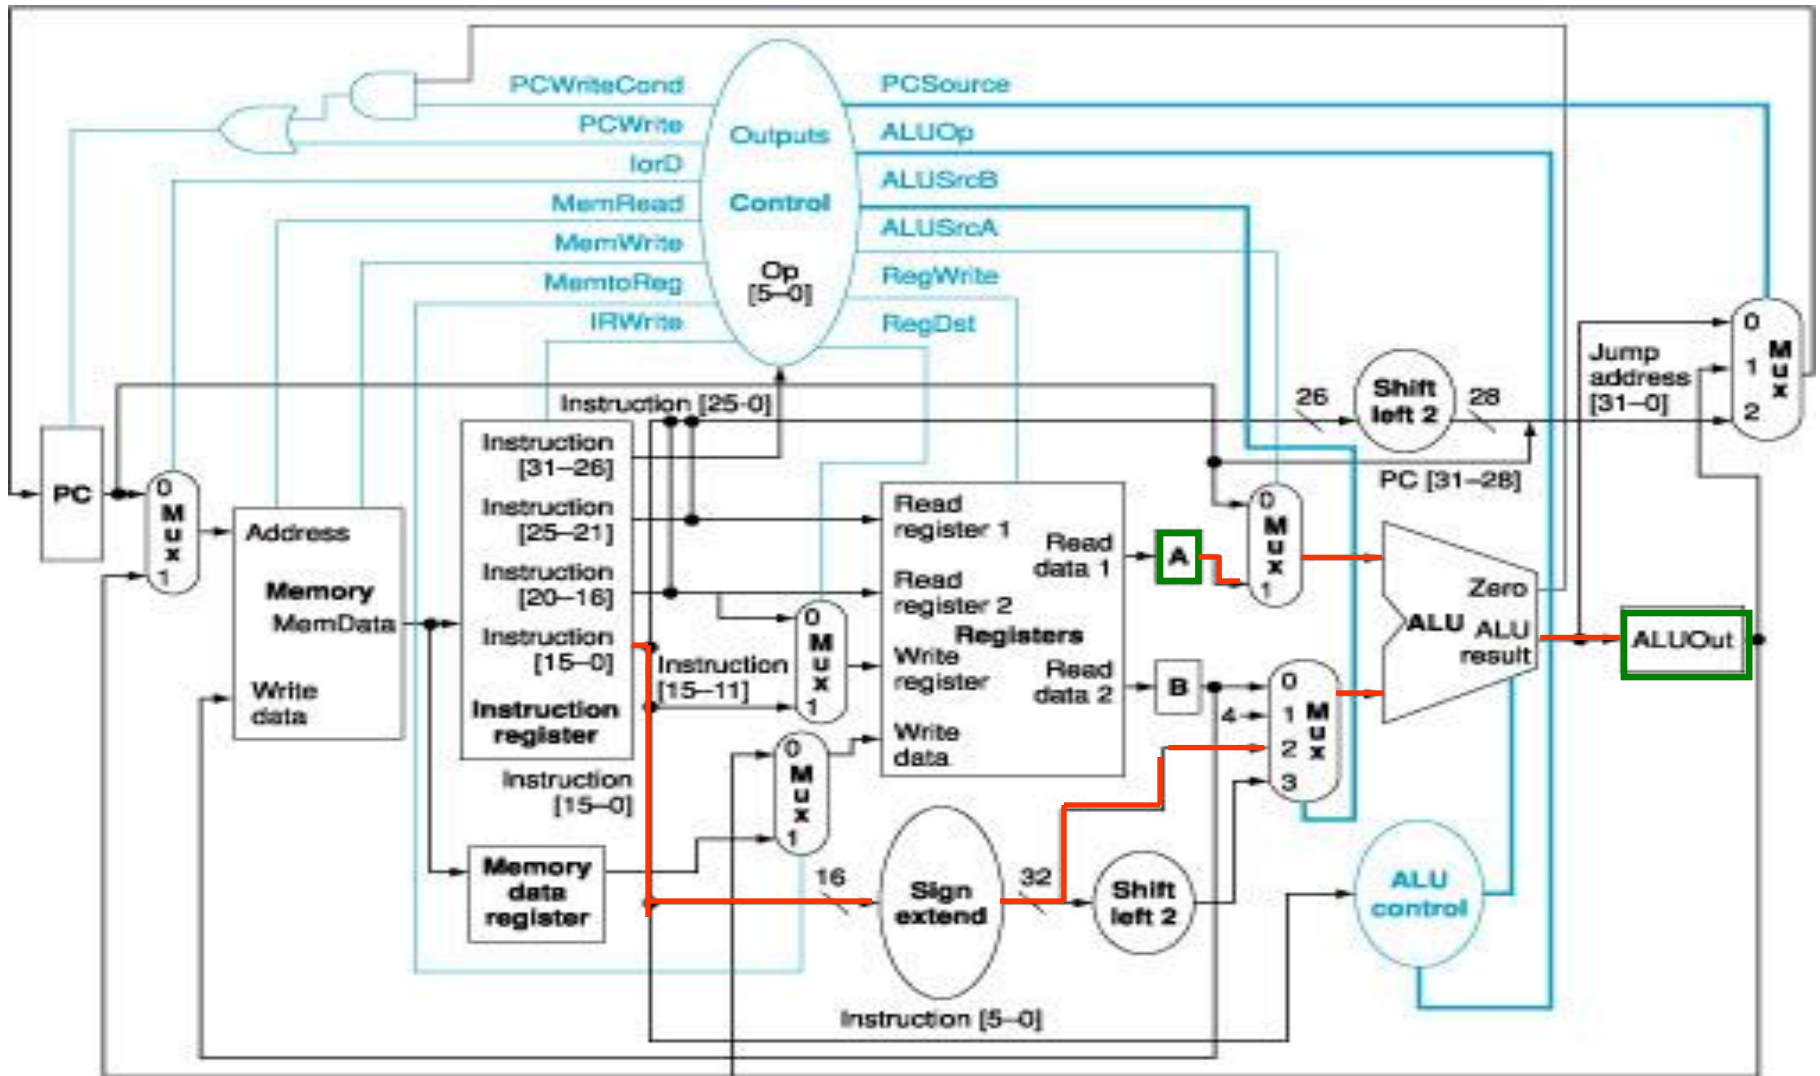 PCWriteCond
PCWrite
IorD
MemRead
MemWrite
MemtoReg
IRWrite
Outputs
Control
Op
[5–0]
PCSource
ALUOp
ALUSrcB
ALUSrcA
RegWrite
RegDst
PC
0
M
u
x
1
Address
Memory
MemData
Write
data
Instruction [25-0]
Instruction
[31–26]
Instruction
[25–21]
Instruction
[20–16]
Instruction
[15–0]
Instruction
register
Instruction
[15–0]
Memory
data
register
Instruction
[15–11]
0
M
u
x
1
0
M
u
x
1
Read
register 1
Read
register 2
Registers
Write
register
Write
data
Read
data 1
Read
data 2
A
B
4
0
M
u
x
1
0
1
2
3
M
u
x
16
Sign
extend
32
Shift
left 2
Instruction [5–0]
26
Shift
left 2
28
Jump
address
[31–0]
PC [31–28]
0
1
2
M
u
x
Zero
ALU
ALU
result
ALUOut
ALU
control